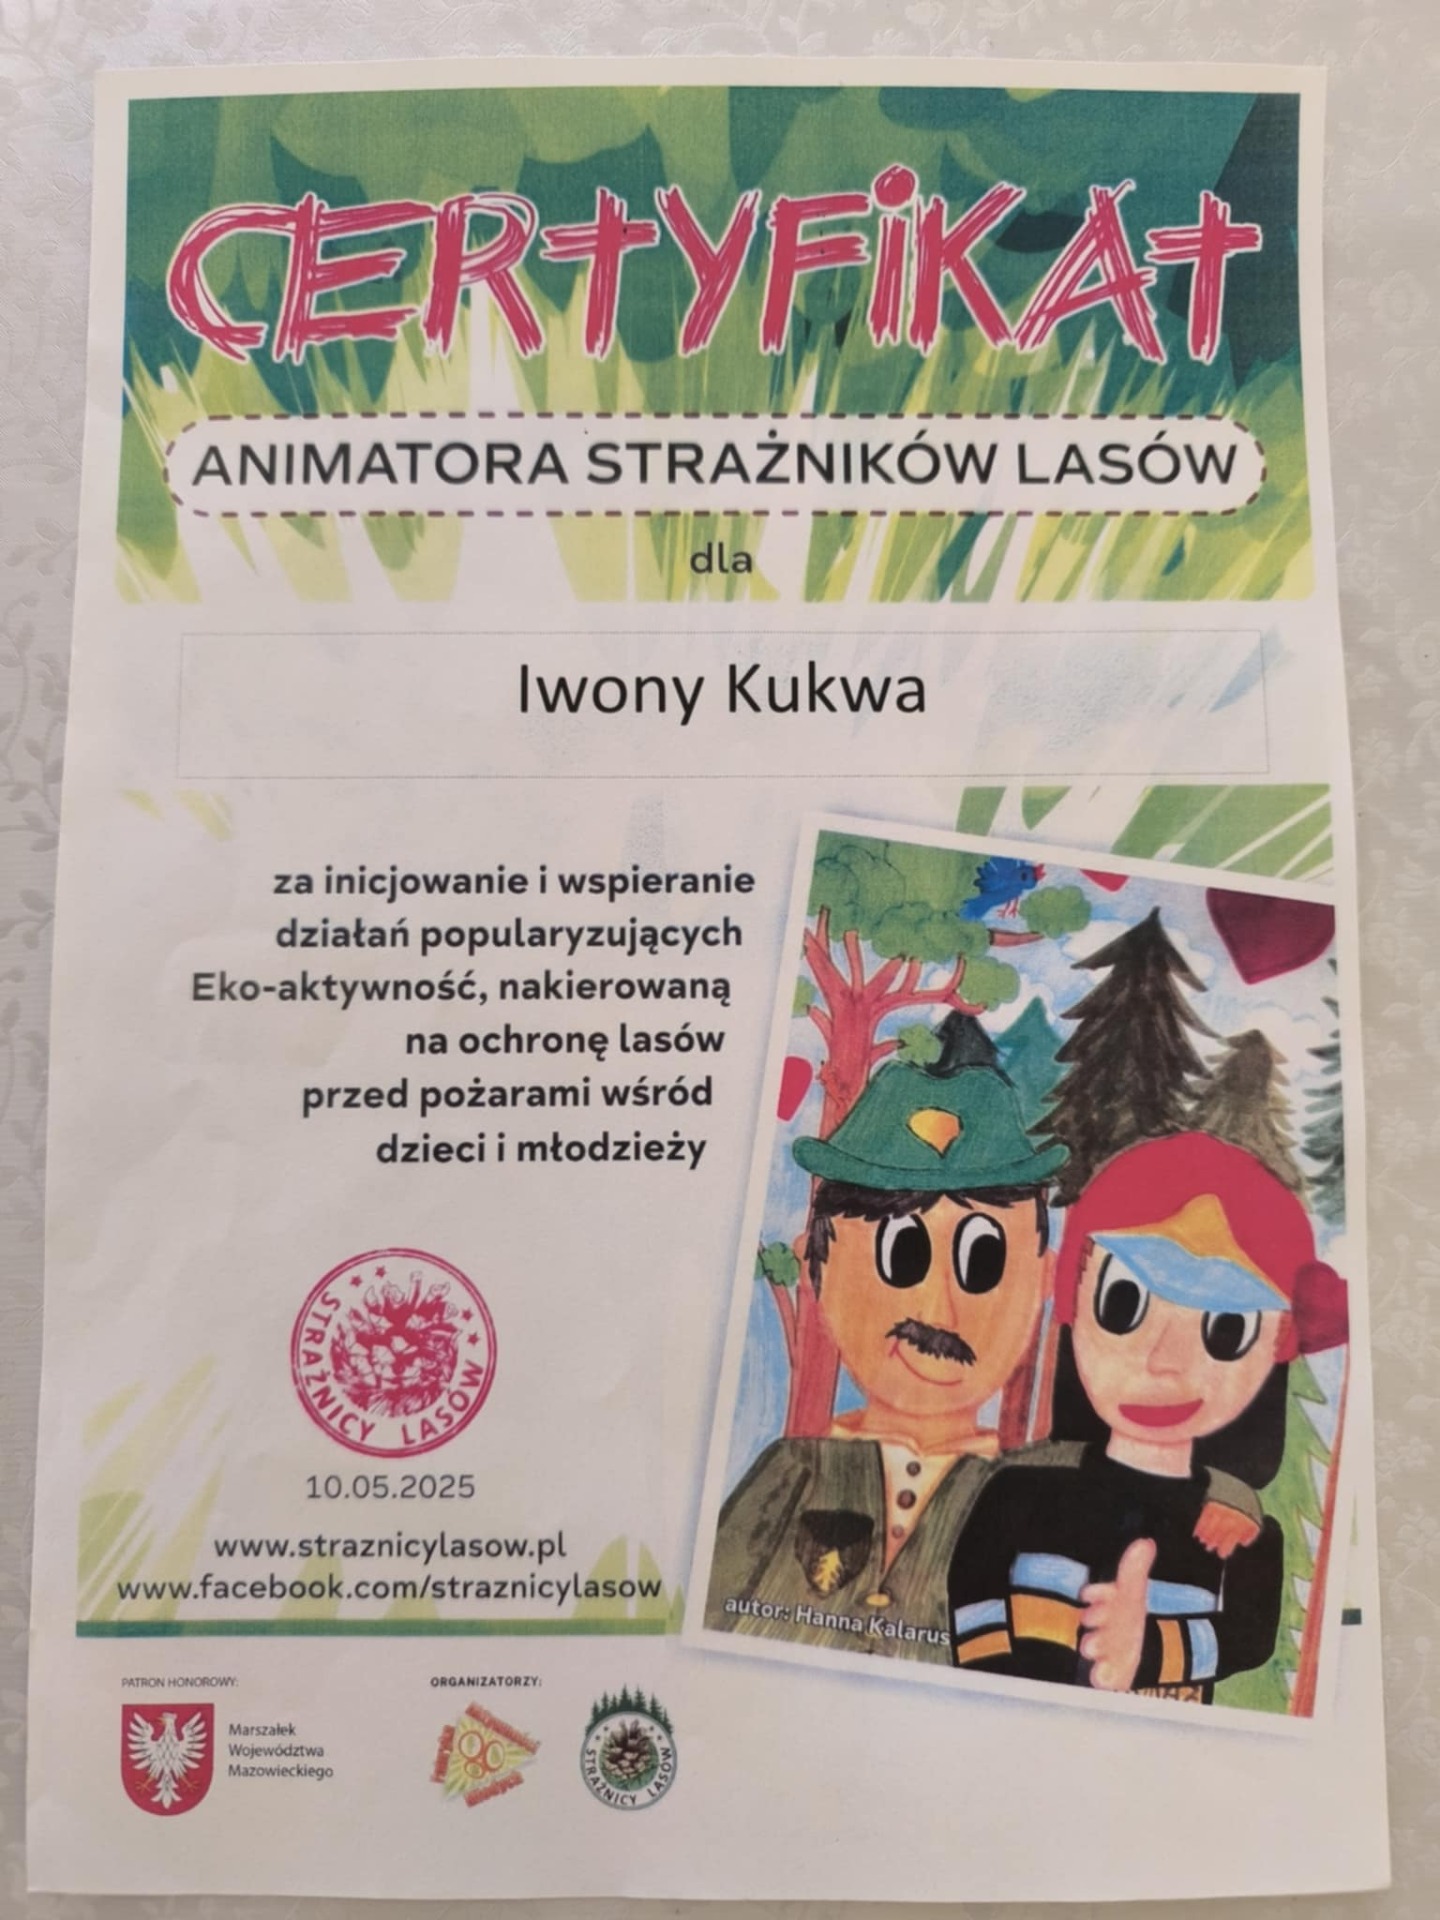 CERTYFIKAT
ANIMATORA STRAŻNIKÓW LASÓW
dla
Iwony Kukwa
za inicjowanie i wspieranie
działań popularyzujących
Eko-aktywność, nakierowaną
na ochronę lasów
przed pożarami wśród
dzieci i młodzieży
STRAŻNICY LASÓW
10.05.2025
www.straznicylasow.pl
www.facebook.com/straznicylasow
autor: Hanna Kalarus
PATRON HONOROWY:
Marszałek
Województwa
Mazowieckiego
ORGANIZATORZY:
STRAŻNICY LASÓW